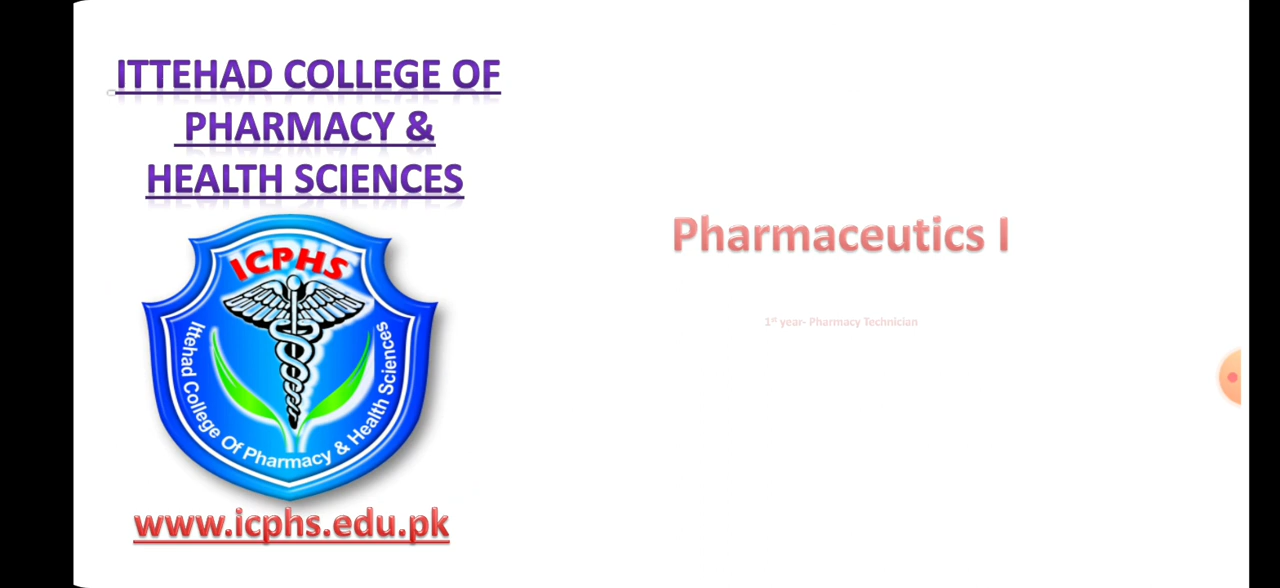 ITTEHAD COLLEGE OF
PHARMACY &
HEALTH SCIENCES
ICPHS
Ittehad College Of Pharmacy & Health Sciences
www.icphs.edu.pk
Pharmaceutics I
1st year- Pharmacy Technician